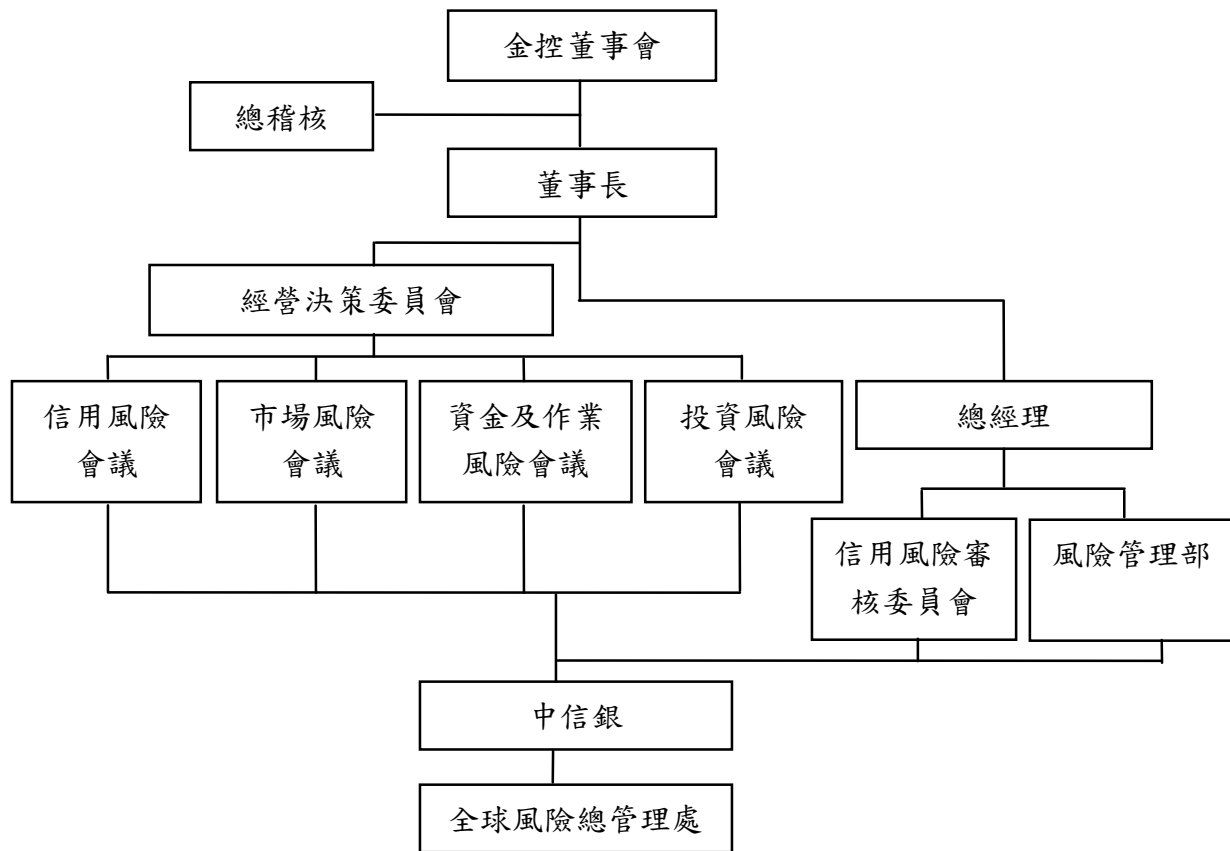 金控董事會
總稽核
董事長
經營決策委員會
信用風險
會議
市場風險
會議
資金及作業
風險會議
投資風險
會議
總經理
信用風險審
核委員會
風險管理部
中信銀
全球風險總管理處